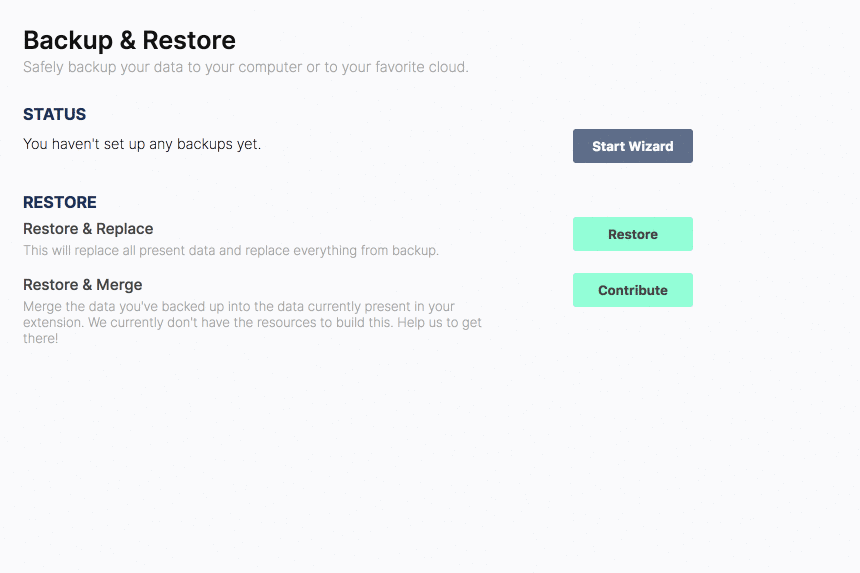 Backup & Restore
Safely backup your data to your computer or to your favorite cloud.
STATUS
You haven't set up any backups yet.
Start Wizard
RESTORE
Restore & Replace
This will replace all present data and replace everything from backup.
Restore
Restore & Merge
Merge the data you've backed up into the data currently present in your
extension. We currently don't have the resources to build this. Help us to get
there!
Contribute